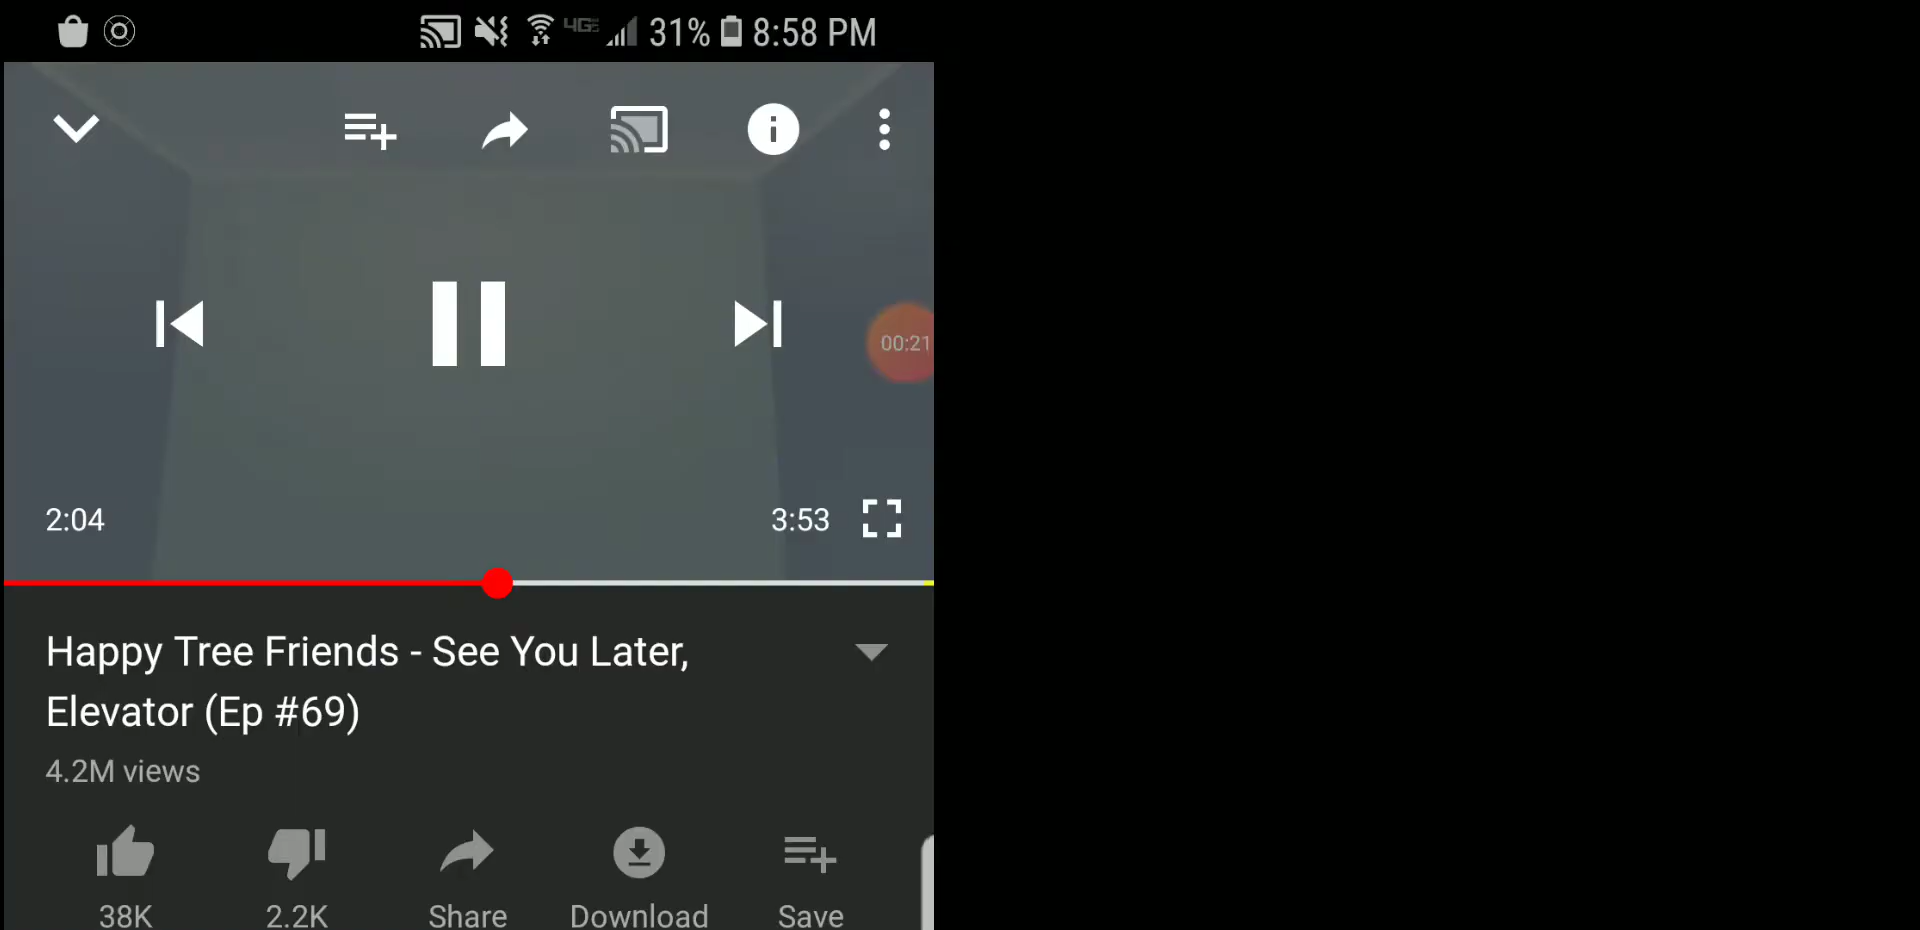 31% 8:58 PM
00:21
2:04 3:53
Happy Tree Friends - See You Later,
Elevator (Ep #69)
4.2M views
38K 2.2K Share Download Save